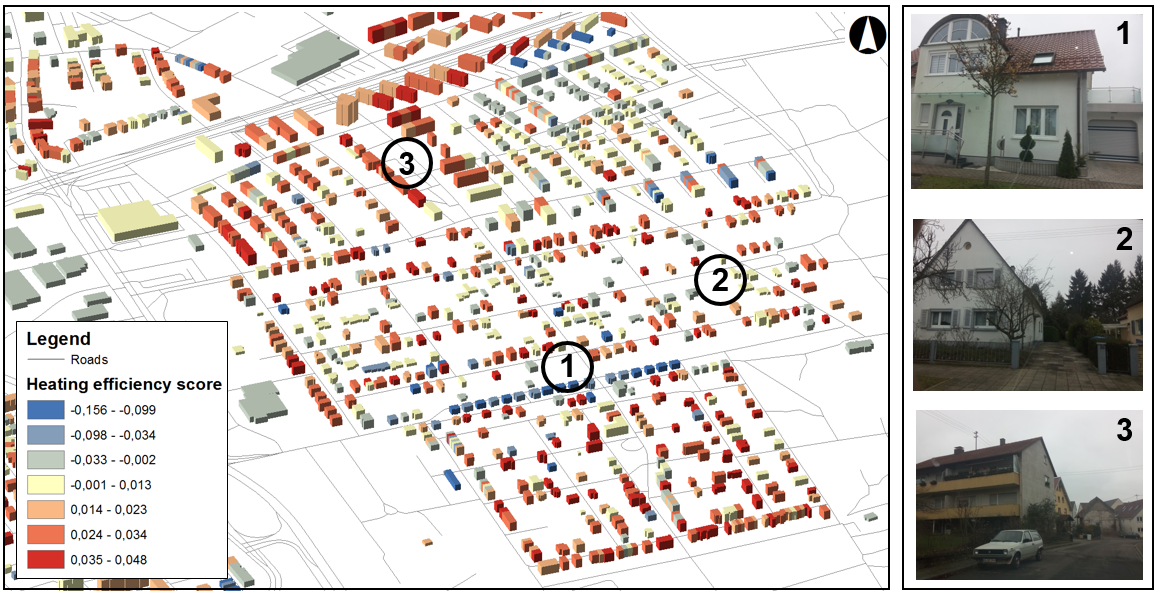 3
2
1
Legend
Roads
Heating efficiency score
-0,156 - -0,099
-0,098 - -0,034
-0,033 - -0,002
-0,001 - 0,013
0,014 - 0,023
0,024 - 0,034
0,035 - 0,048
1
2
3